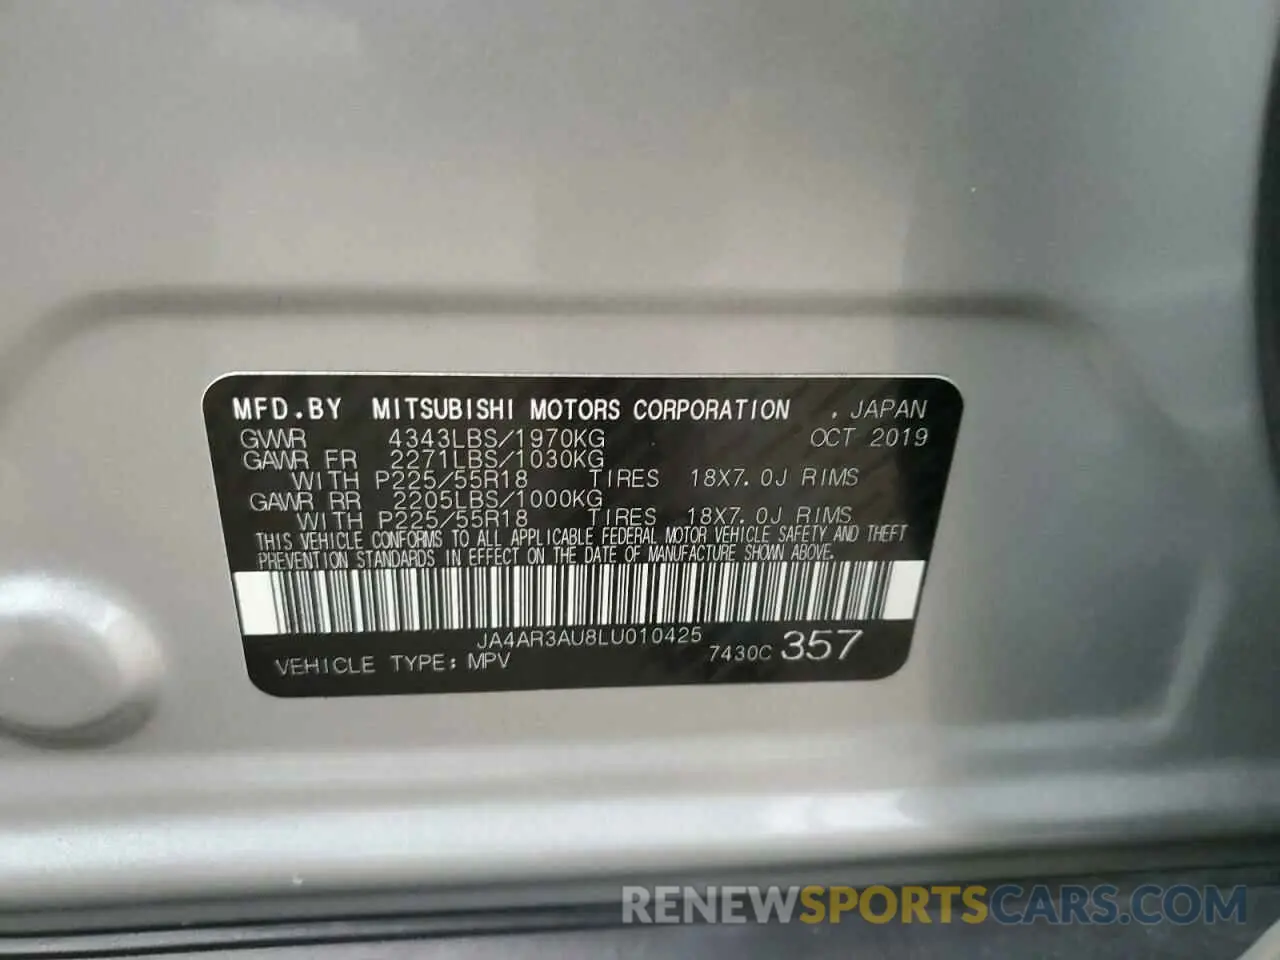 MFD.BY MITSUBISHI MOTORS CORPORATION . JAPAN
GVWR 4343LBS/1970KG OCT 2019
GAWR FR 2271LBS/1030KG
WITH P225/55R18 TIRES 18X7.0J RIMS
GAWR RR 2205LBS/1000KG
WITH P225/55R18 TIRES 18X7.0J RIMS
THIS VEHICLE CONFORMS TO ALL APPLICABLE FEDERAL MOTOR VEHICLE SAFETY AND THEFT
PREVENTION STANDARDS IN EFFECT ON THE DATE OF MANUFACTURE SHOWN ABOVE.
JA4AR3AU8LU010425
VEHICLE TYPE: MPV 7430C 357
RENEWSPORTSCARS.COM